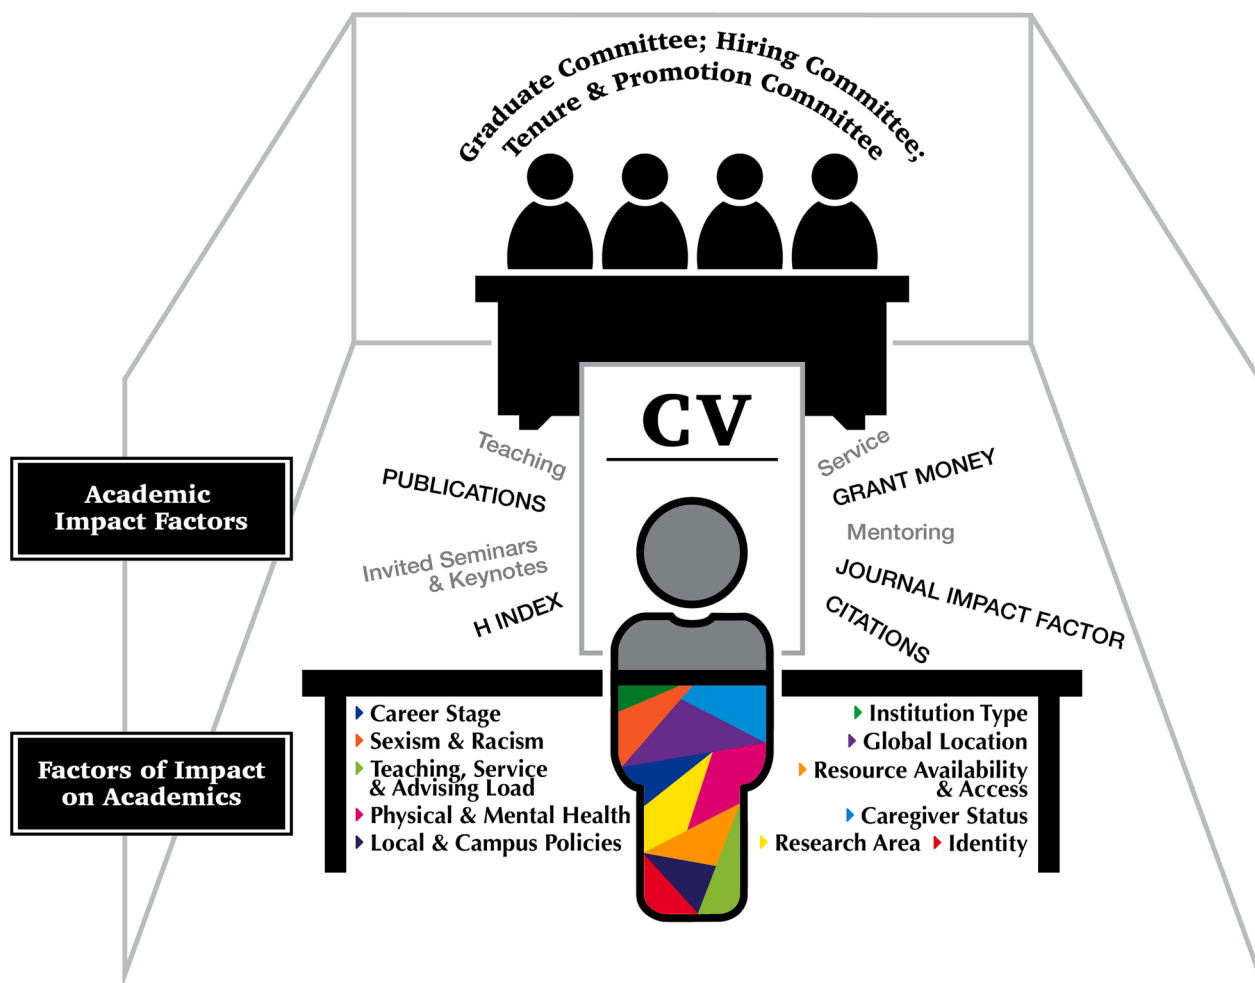 Graduate Committee; Hiring Committee;
Tenure & Promotion Committee
CV
Teaching
PUBLICATIONS
Invited Seminars
& Keynotes
H INDEX
Service
GRANT MONEY
Mentoring
JOURNAL IMPACT FACTOR
CITATIONS
Academic
Impact Factors
Factors of Impact
on Academics
Career Stage
Sexism & Racism
Teaching, Service
& Advising Load
Physical & Mental Health
Local & Campus Policies
Institution Type
Global Location
Resource Availability
& Access
Caregiver Status
Research Area Identity